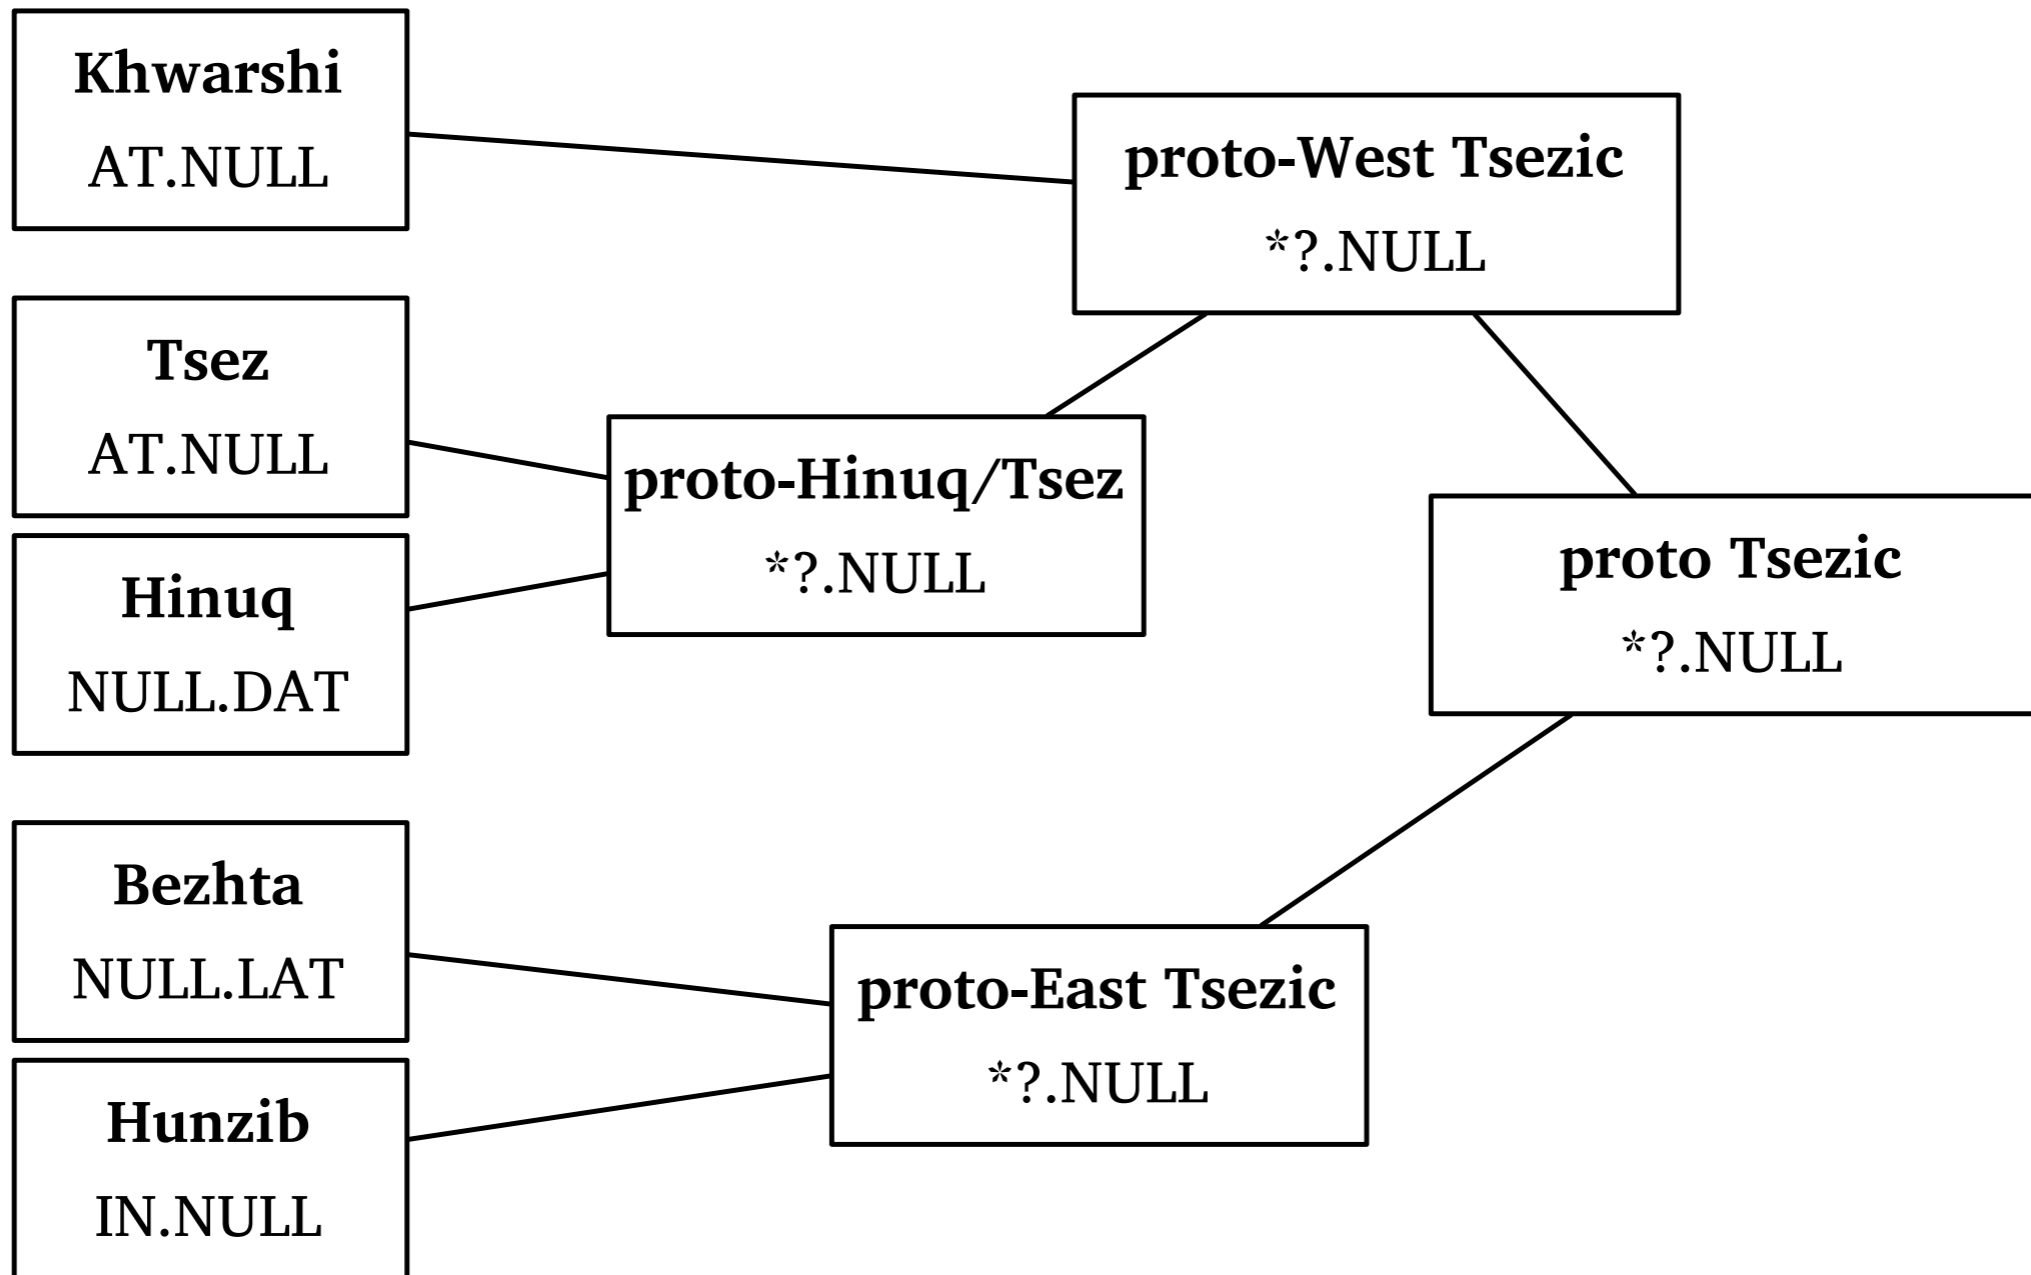 Khwarshi
AT.NULL
proto-West Tsezic
*?.NULL
Tsez
AT.NULL
proto-Hinuq/Tsez
*?.NULL
Hinuq
NULL.DAT
proto Tsezic
*?.NULL
Bezhta
NULL.LAT
proto-East Tsezic
*?.NULL
Hunzib
IN.NULL